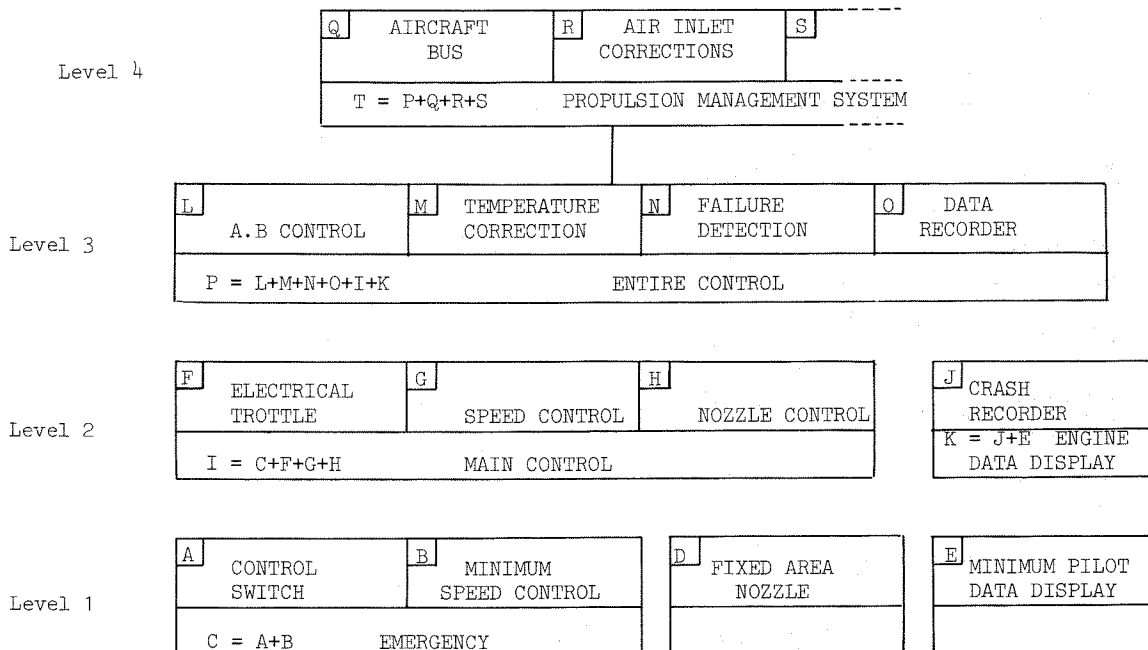 Level 4
Q AIRCRAFT BUS
R AIR INLET CORRECTIONS
S
T = P+Q+R+S PROPULSION MANAGEMENT SYSTEM
Level 3
L A.B CONTROL
M TEMPERATURE CORRECTION
N FAILURE DETECTION
O DATA RECORDER
P = L+M+N+O+I+K ENTIRE CONTROL
Level 2
F ELECTRICAL TROTTLE
G SPEED CONTROL
H NOZZLE CONTROL
J CRASH RECORDER
I = C+F+G+H MAIN CONTROL
K = J+E ENGINE DATA DISPLAY
Level 1
A CONTROL SWITCH
B MINIMUM SPEED CONTROL
D FIXED AREA NOZZLE
E MINIMUM PILOT DATA DISPLAY
C = A+B EMERGENCY